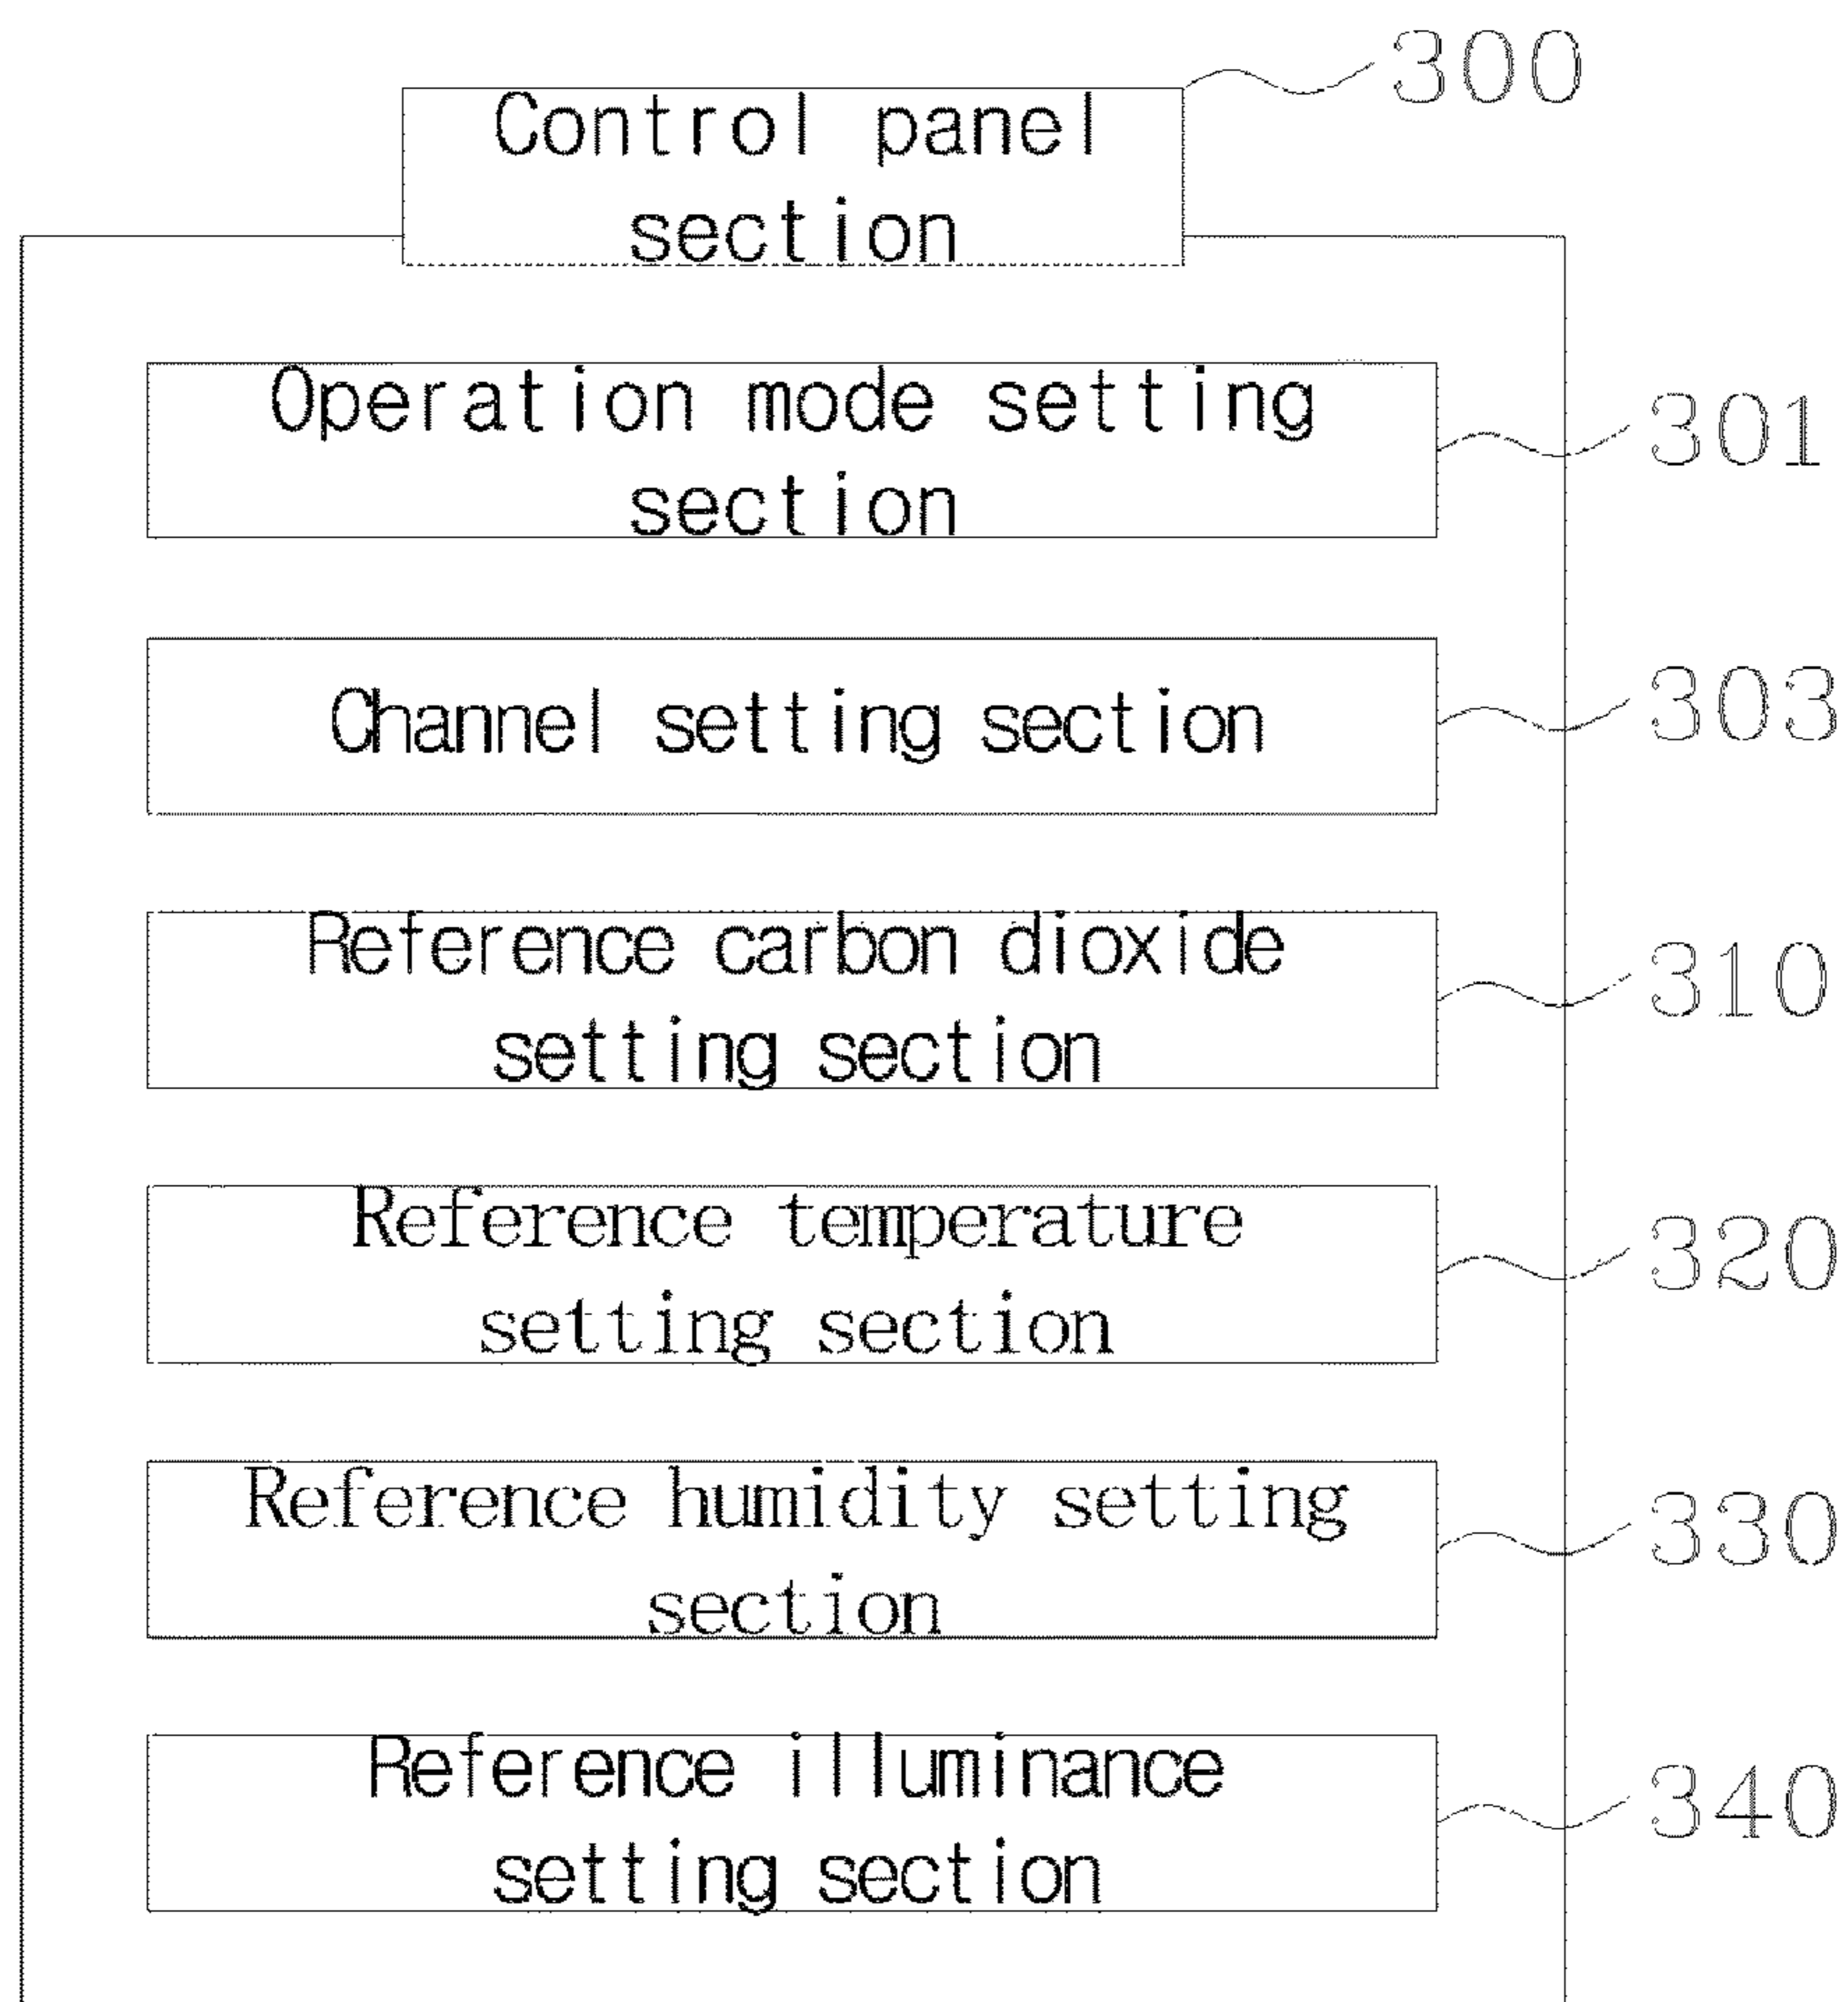 300
Control panel
section
Operation mode setting
section
301
Channel setting section
303
Reference carbon dioxide
setting section
310
Reference temperature
setting section
320
Reference humidity setting
section
330
Reference illuminance
setting section
340